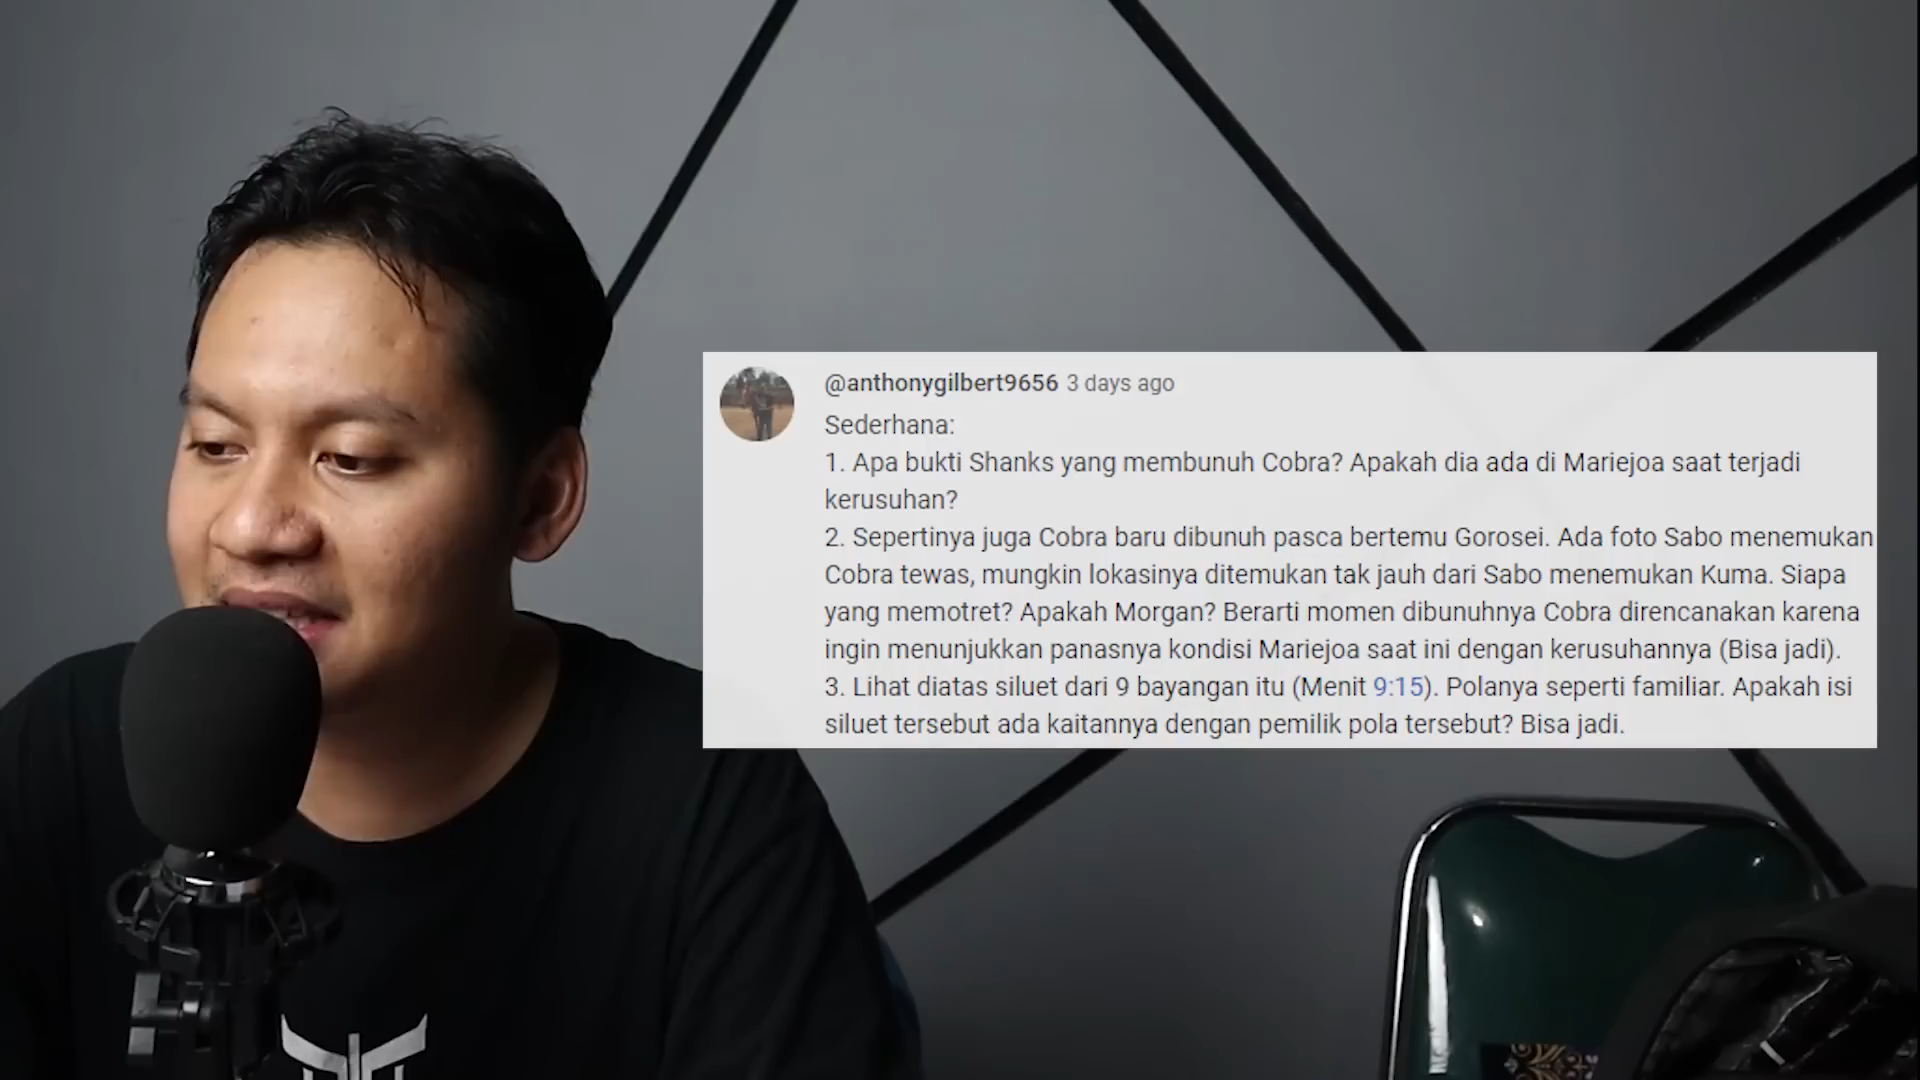 @anthonygilbert9656 3 days ago
Sederhana:
1. Apa bukti Shanks yang membunuh Cobra? Apakah dia ada di Mariejoa saat terjadi
kerusuhan?
2. Sepertinya juga Cobra baru dibunuh pasca bertemu Gorosei. Ada foto Sabo menemukan
Cobra tewas, mungkin lokasinya ditemukan tak jauh dari Sabo menemukan Kuma. Siapa
yang memotret? Apakah Morgan? Berarti momen dibunuhnya Cobra direncanakan karena
ingin menunjukkan panasnya kondisi Mariejoa saat ini dengan kerusuhannya (Bisa jadi).
3. Lihat diatas siluet dari 9 bayangan itu (Menit 9:15). Polanya seperti familiar. Apakah isi
siluet tersebut ada kaitannya dengan pemilik pola tersebut? Bisa jadi.